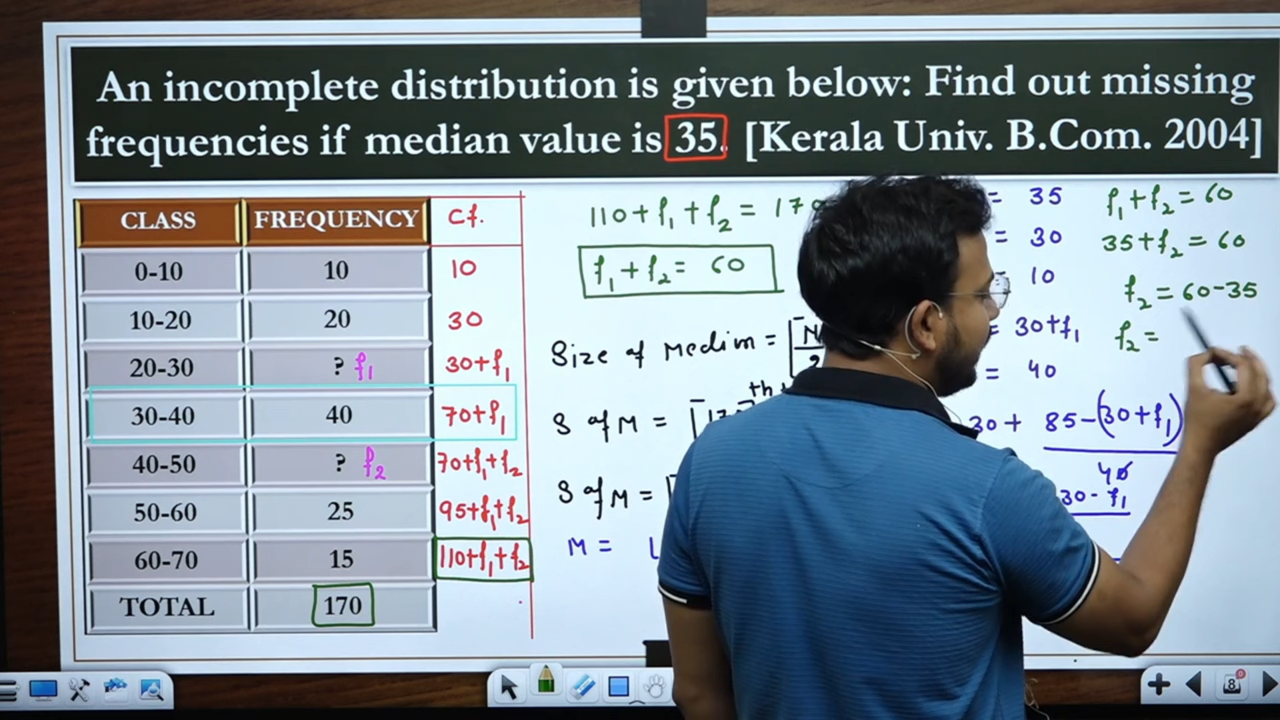 An incomplete distribution is given below: Find out missing
frequencies if median value is 35. [Kerala Univ. B.Com. 2004]
CLASS FREQUENCY Cf.
0-10 10 10
10-20 20 30
20-30 ? f₁ 30+f₁
30-40 40 70+f₁
40-50 ? f₂ 70+f₁+f₂
50-60 25 95+f₁+f₂
60-70 15 110+f₁+f₂
TOTAL 170
110+f₁+f₂ = 170
f₁+f₂ = 60
Size of Median =
S of M =
th
S of M =
M =
= 35
= 30
10
= 30+f₁
= 40
30+ 85-(30+f₁)
40
30-f₁
f₁+f₂ = 60
35+f₂ = 60
f₂ = 60-35
f₂ =
8